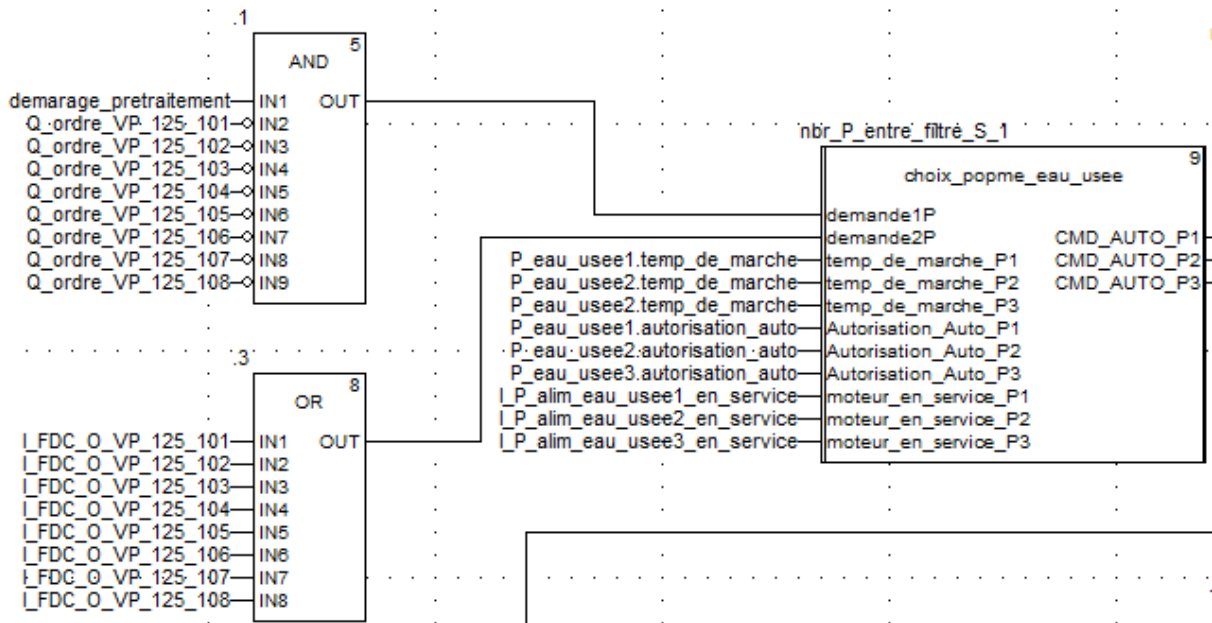 .1
5
AND
demarage_pretraitement IN1 OUT
Q_ordre_VP_125_101 IN2
Q_ordre_VP_125_102 IN3
Q_ordre_VP_125_103 IN4
Q_ordre_VP_125_104 IN5
Q_ordre_VP_125_105 IN6
Q_ordre_VP_125_106 IN7
Q_ordre_VP_125_107 IN8
Q_ordre_VP_125_108 IN9
nbr_P_entre_filtre_S_1
9
choix_popme_eau_usee
demande1P
demande2P CMD_AUTO_P1
P_eau_usee1.temp_de_marche temp_de_marche_P1 CMD_AUTO_P2
P_eau_usee2.temp_de_marche temp_de_marche_P2 CMD_AUTO_P3
P_eau_usee2.temp_de_marche temp_de_marche_P3
P_eau_usee1.autorisation_auto Autorisation_Auto_P1
P_eau_usee2.autorisation_auto Autorisation_Auto_P2
P_eau_usee3.autorisation_auto Autorisation_Auto_P3
I_P_alim_eau_usee1_en_service moteur_en_service_P1
I_P_alim_eau_usee2_en_service moteur_en_service_P2
I_P_alim_eau_usee3_en_service moteur_en_service_P3
.3
8
OR
I_FDC_O_VP_125_101 IN1 OUT
I_FDC_O_VP_125_102 IN2
I_FDC_O_VP_125_103 IN3
I_FDC_O_VP_125_104 IN4
I_FDC_O_VP_125_105 IN5
I_FDC_O_VP_125_106 IN6
I_FDC_O_VP_125_107 IN7
I_FDC_O_VP_125_108 IN8